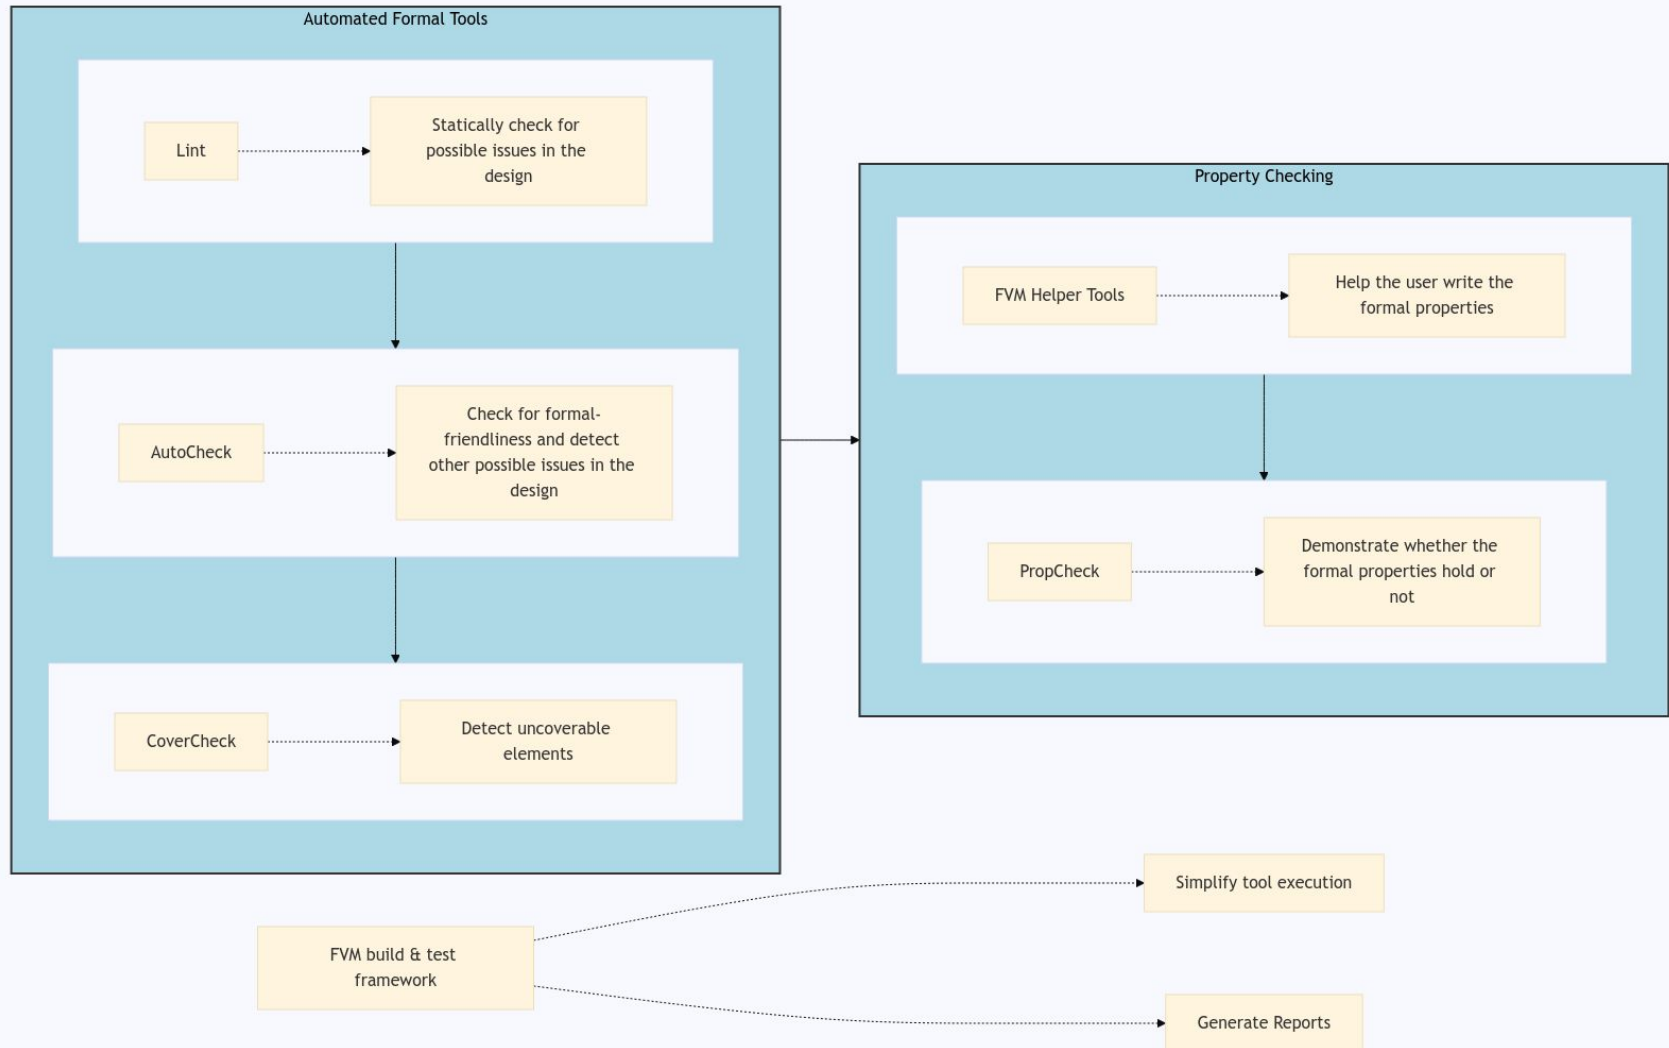 Automated Formal Tools
Lint
Statically check for
possible issues in the
design
AutoCheck
Check for formal-
friendliness and detect
other possible issues in the
design
CoverCheck
Detect uncoverable
elements
Property Checking
FVM Helper Tools
Help the user write the
formal properties
PropCheck
Demonstrate whether the
formal properties hold or
not
FVM build & test
framework
Simplify tool execution
Generate Reports